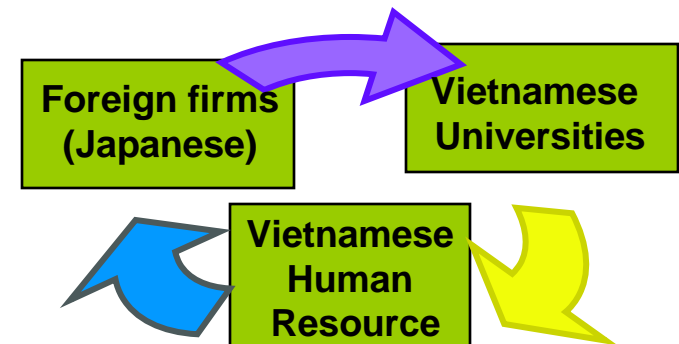 Foreign firms
(Japanese)
Vietnamese
Universities
Vietnamese
Human
Resource